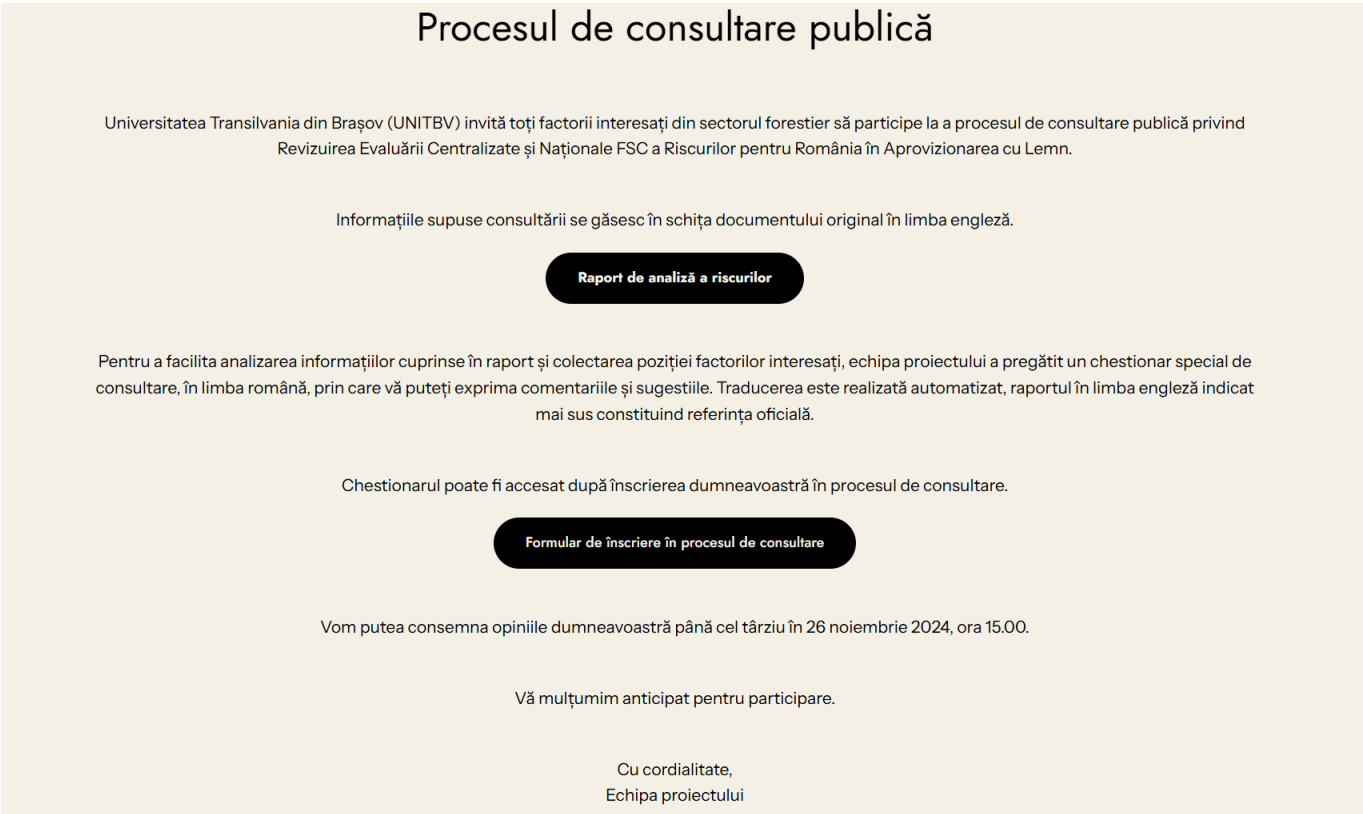 Procesul de consultare publică
Universitatea Transilvania din Brașov (UNITBV) invită toți factorii interesați din sectorul forestier să participe la a procesul de consultare publică privind
Revizuirea Evaluării Centralizate și Naționale FSC a Riscurilor pentru România în Aprovizionarea cu Lemn.
Informațiile supuse consultării se găsesc în schița documentului original în limba engleză.
Raport de analiză a riscurilor
Pentru a facilita analizarea informațiilor cuprinse în raport și colectarea poziției factorilor interesați, echipa proiectului a pregătit un chestionar special de
consultare, în limba română, prin care vă puteți exprima comentariile și sugestiile. Traducerea este realizată automatizat, raportul în limba engleză indicat
mai sus constituind referința oficială.
Chestionarul poate fi accesat după înscrierea dumneavoastră în procesul de consultare.
Formular de înscriere în procesul de consultare
Vom putea consemna opiniile dumneavoastră până cel târziu în 26 noiembrie 2024, ora 15.00.
Vă mulțumim anticipat pentru participare.
Cu cordialitate,
Echipa proiectului